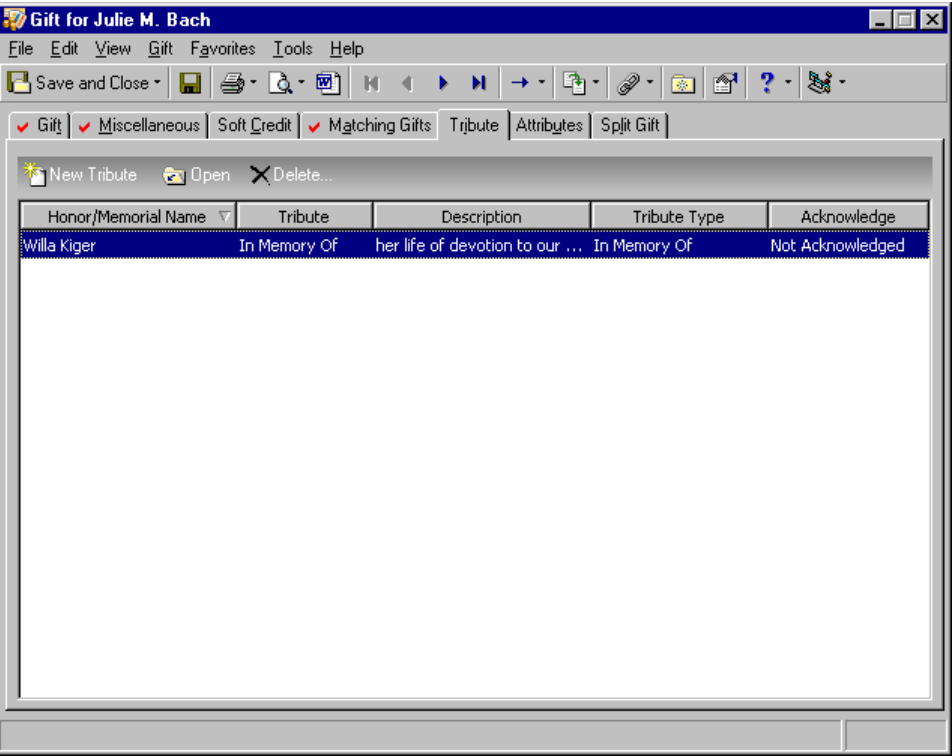 Gift for Julie M. Bach
File Edit View Gift Favorites Tools Help
Save and Close
Gift Miscellaneous Soft Credit Matching Gifts Tribute Attributes Split Gift
New Tribute Open Delete...
Honor/Memorial Name Tribute Description Tribute Type Acknowledge
Willa Kiger In Memory Of her life of devotion to our ... In Memory Of Not Acknowledged